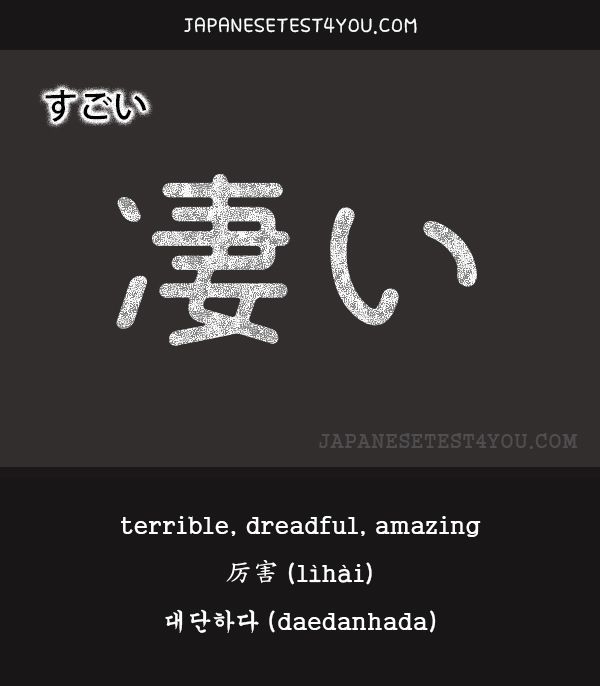 JAPANESETEST4YOU.COM
すごい
凄い
JAPANESETEST4YOU.COM
terrible, dreadful, amazing
厉害 (lìhài)
대단하다 (daedanhada)